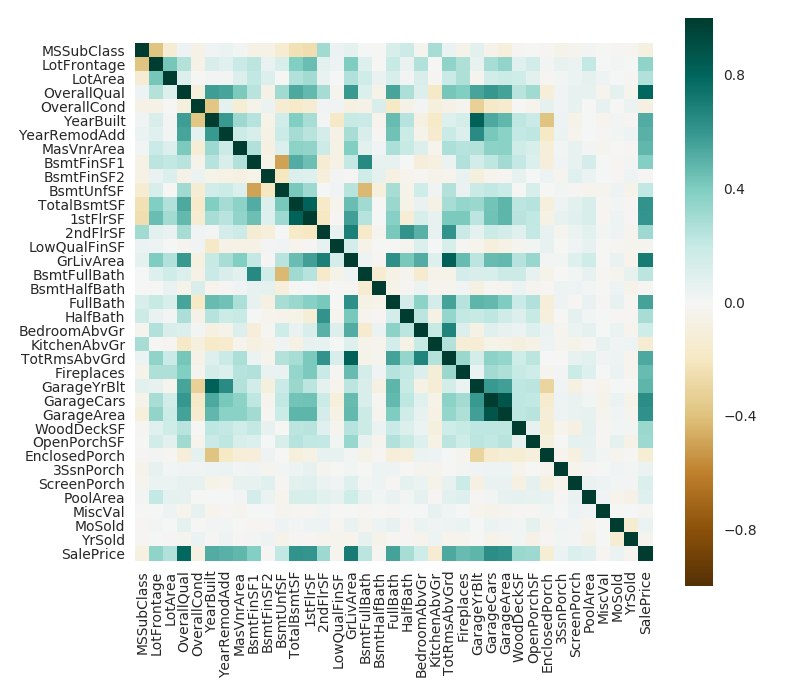 MSSubClass
LotFrontage
LotArea
OverallQual
OverallCond
YearBuilt
YearRemodAdd
MasVnrArea
BsmtFinSF1
BsmtFinSF2
BsmtUnfSF
TotalBsmtSF
1stFlrSF
2ndFlrSF
LowQualFinSF
GrLivArea
BsmtFullBath
BsmtHalfBath
FullBath
HalfBath
BedroomAbvGr
KitchenAbvGr
TotRmsAbvGrd
Fireplaces
GarageYrBlt
GarageCars
GarageArea
WoodDeckSF
OpenPorchSF
EnclosedPorch
3SsnPorch
ScreenPorch
PoolArea
MiscVal
MoSold
YrSold
SalePrice
MSSubClass
LotFrontage
LotArea
OverallQual
OverallCond
YearBuilt
YearRemodAdd
MasVnrArea
BsmtFinSF1
BsmtFinSF2
BsmtUnfSF
TotalBsmtSF
1stFlrSF
2ndFlrSF
LowQualFinSF
GrLivArea
BsmtFullBath
BsmtHalfBath
FullBath
HalfBath
BedroomAbvGr
KitchenAbvGr
TotRmsAbvGrd
Fireplaces
GarageYrBlt
GarageCars
GarageArea
WoodDeckSF
OpenPorchSF
EnclosedPorch
3SsnPorch
ScreenPorch
PoolArea
MiscVal
MoSold
YrSold
SalePrice
0.8
0.4
0.0
−0.4
−0.8